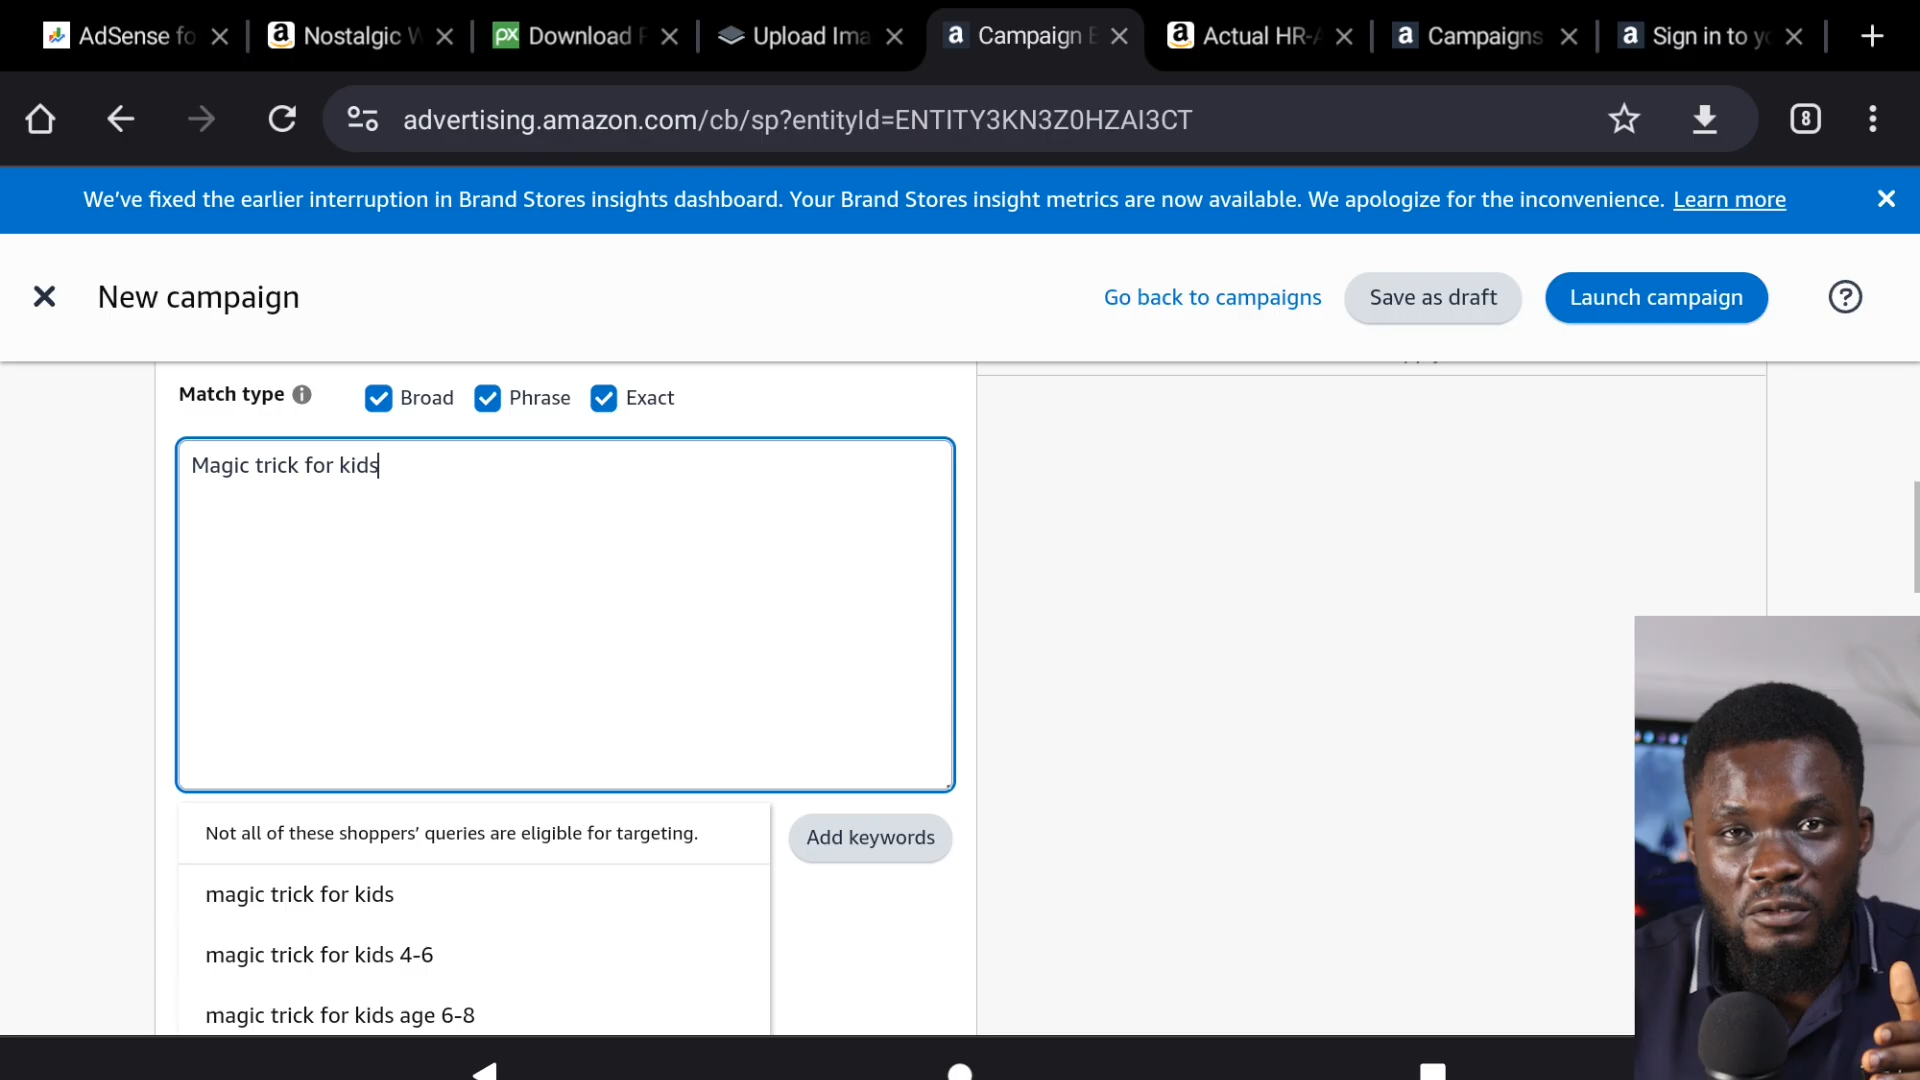 AdSense fo
Nostalgic W
Download F
Upload Ima
Campaign B
Actual HR-A
Campaigns
Sign in to yo
advertising.amazon.com/cb/sp?entityId=ENTITY3KN3Z0HZAI3CT
8
We've fixed the earlier interruption in Brand Stores insights dashboard. Your Brand Stores insight metrics are now available. We apologize for the inconvenience. Learn more
New campaign
Go back to campaigns
Save as draft
Launch campaign
Match type
Broad
Phrase
Exact
Magic trick for kids
Not all of these shoppers' queries are eligible for targeting.
Add keywords
magic trick for kids
magic trick for kids 4-6
magic trick for kids age 6-8